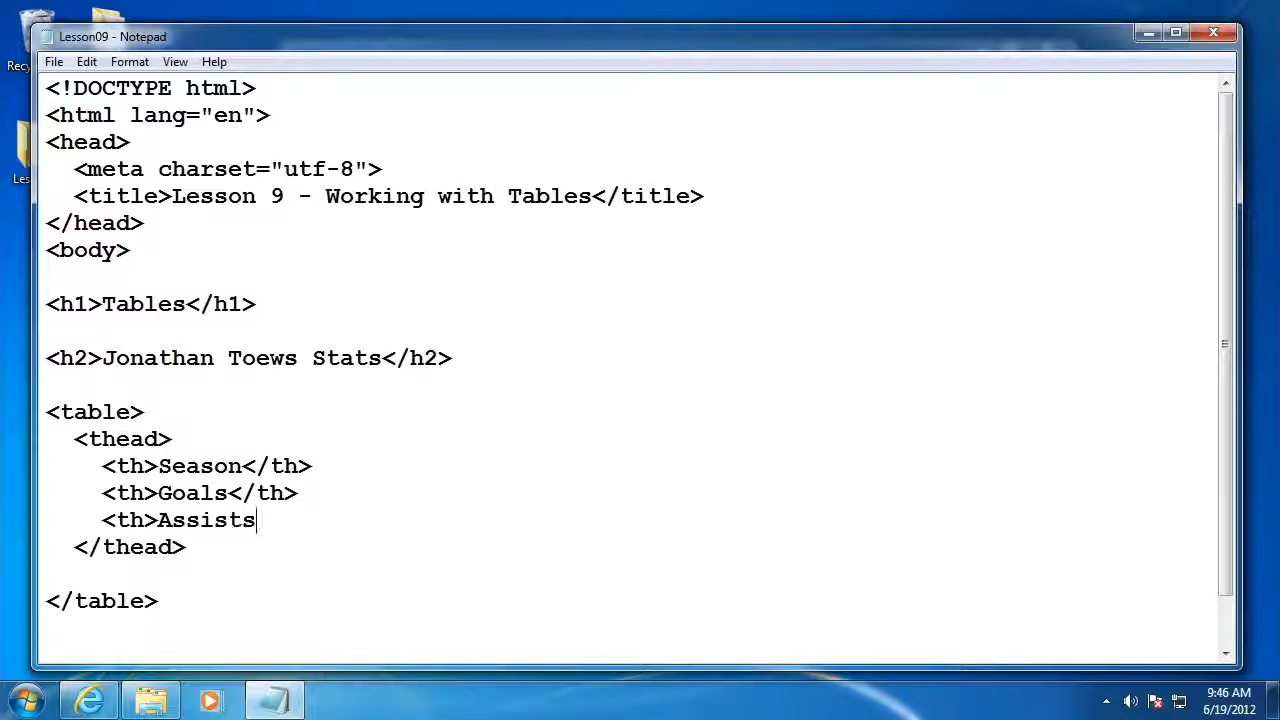 Recy
Les
Lesson09 - Notepad
File Edit Format View Help
<!DOCTYPE html>
<html lang="en">
<head>
  <meta charset="utf-8">
  <title>Lesson 9 - Working with Tables</title>
</head>
<body>
<h1>Tables</h1>
<h2>Jonathan Toews Stats</h2>
<table>
  <thead>
    <th>Season</th>
    <th>Goals</th>
    <th>Assists
  </thead>
</table>
9:46 AM
6/19/2012